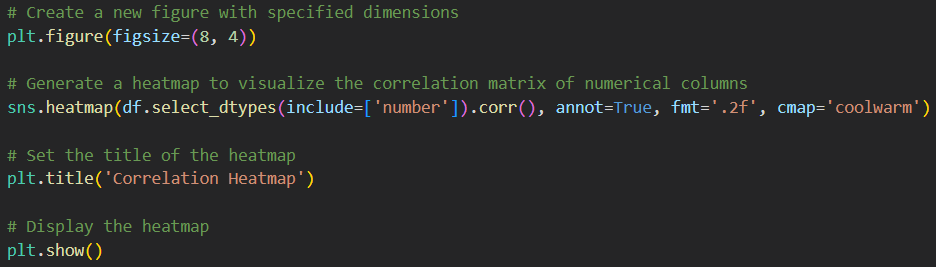 # Create a new figure with specified dimensions
plt.figure(figsize=(8, 4))
# Generate a heatmap to visualize the correlation matrix of numerical columns
sns.heatmap(df.select_dtypes(include=['number']).corr(), annot=True, fmt='.2f', cmap='coolwarm')
# Set the title of the heatmap
plt.title('Correlation Heatmap')
# Display the heatmap
plt.show()